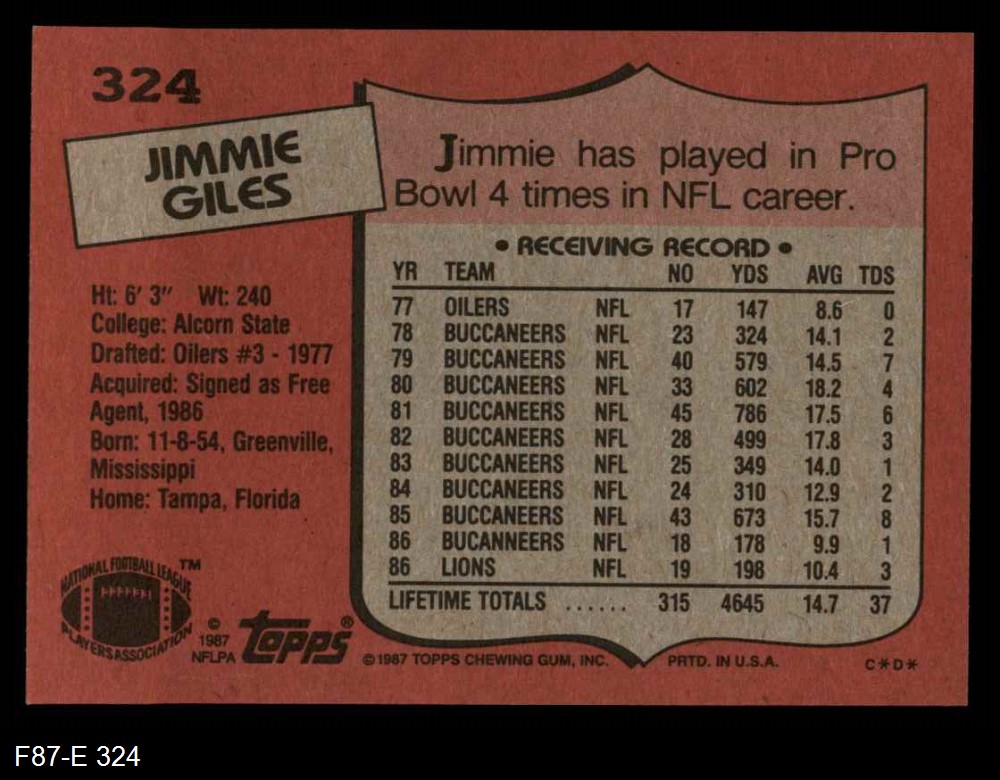 324
JIMMIE
GILES
Jimmie has played in Pro
Bowl 4 times in NFL career.
• RECEIVING RECORD •
YR TEAM NO YDS AVG TDS
77 OILERS NFL 17 147 8.6 0
78 BUCCANEERS NFL 23 324 14.1 2
79 BUCCANEERS NFL 40 579 14.5 7
80 BUCCANEERS NFL 33 602 18.2 4
81 BUCCANEERS NFL 45 786 17.5 6
82 BUCCANEERS NFL 28 499 17.8 3
83 BUCCANEERS NFL 25 349 14.0 1
84 BUCCANEERS NFL 24 310 12.9 2
85 BUCCANEERS NFL 43 673 15.7 8
86 BUCANNEERS NFL 18 178 9.9 1
86 LIONS NFL 19 198 10.4 3
LIFETIME TOTALS ...... 315 4645 14.7 37
Ht: 6' 3" Wt: 240
College: Alcorn State
Drafted: Oilers #3 - 1977
Acquired: Signed as Free
Agent, 1986
Born: 11-8-54, Greenville,
Mississippi
Home: Tampa, Florida
NATIONAL FOOTBALL LEAGUE ™
PLAYERS ASSOCIATION
©
1987
NFLPA
Topps®
©1987 TOPPS CHEWING GUM, INC. PRTD. IN U.S.A. C*D*
F87-E 324